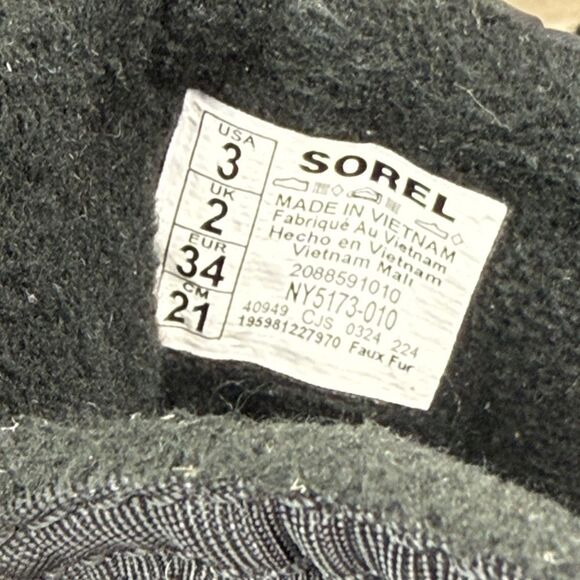 USA
3
UK
2
EUR
34
CM
21
SOREL
MADE IN VIETNAM
Fabriqué Au Vietnam
Hecho en Vietnam
Vietnam Mali
2088591010
NY5173-010
40949 CJS 0324 224
195981227970 Faux Fur